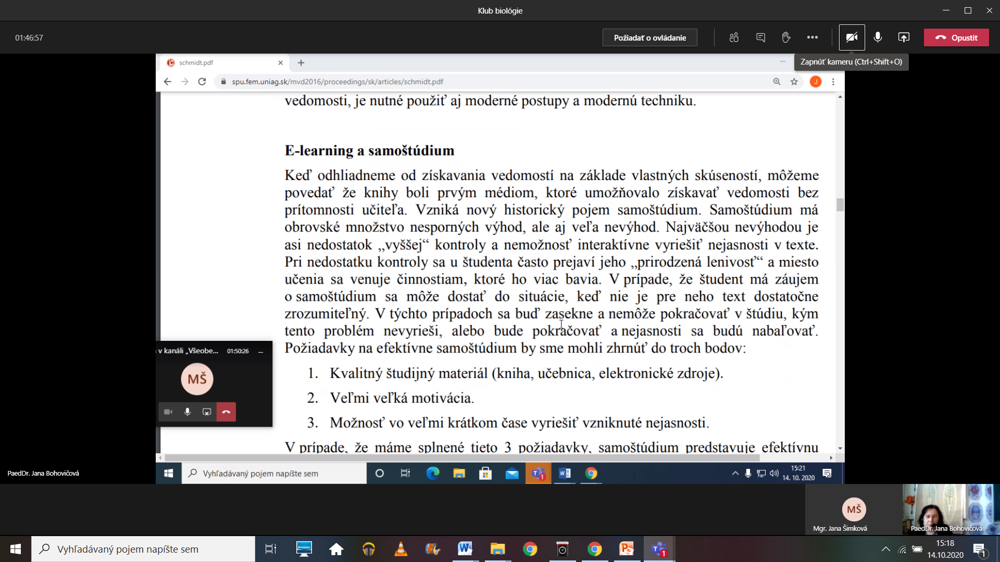 Klub biológie
01:46:57
Požiadať o ovládanie
Opustiť
Zapnúť kameru (Ctrl+Shift+O)
schmidt.pdf
spu.fem.uniag.sk/mvd2016/proceedings/sk/articles/schmidt.pdf
J
vedomosti, je nutné použiť aj moderné postupy a modernú techniku.
E-learning a samoštúdium
Keď odhliadneme od získavania vedomostí na základe vlastných skúseností, môžeme
povedať že knihy boli prvým médiom, ktoré umožňovalo získavať vedomosti bez
prítomnosti učiteľa. Vzniká nový historický pojem samoštúdium. Samoštúdium má
obrovské množstvo nesporných výhod, ale aj veľa nevýhod. Najväčšou nevýhodou je
asi nedostatok „vyššej“ kontroly a nemožnosť interaktívne vyriešiť nejasnosti v texte.
Pri nedostatku kontroly sa u študenta často prejaví jeho „prirodzená lenivosť“ a miesto
učenia sa venuje činnostiam, ktoré ho viac bavia. V prípade, že študent má záujem
o samoštúdium sa môže dostať do situácie, keď nie je pre neho text dostatočne
zrozumiteľný. V týchto prípadoch sa buď zasekne a nemôže pokračovať v štúdiu, kým
tento problém nevyrieši, alebo bude pokračovať a nejasnosti sa budú nabaľovať.
Požiadavky na efektívne samoštúdium by sme mohli zhrnúť do troch bodov:
1. Kvalitný študijný materiál (kniha, učebnica, elektronické zdroje).
2. Veľmi veľká motivácia.
3. Možnosť vo veľmi krátkom čase vyriešiť vzniknuté nejasnosti.
V prípade, že máme splnené tieto 3 požiadavky, samoštúdium predstavuje efektívnu
v kanáli „Všeobe... 01:50:26
MŠ
PaedDr. Jana Bohovičová
Vyhľadávaný pojem napíšte sem
1
15:21
14. 10. 2020
MŠ
Mgr. Jana Šimková
PaedDr. Jana Bohovičová
Vyhľadávaný pojem napíšte sem
1
15:18
14.10.2020
1